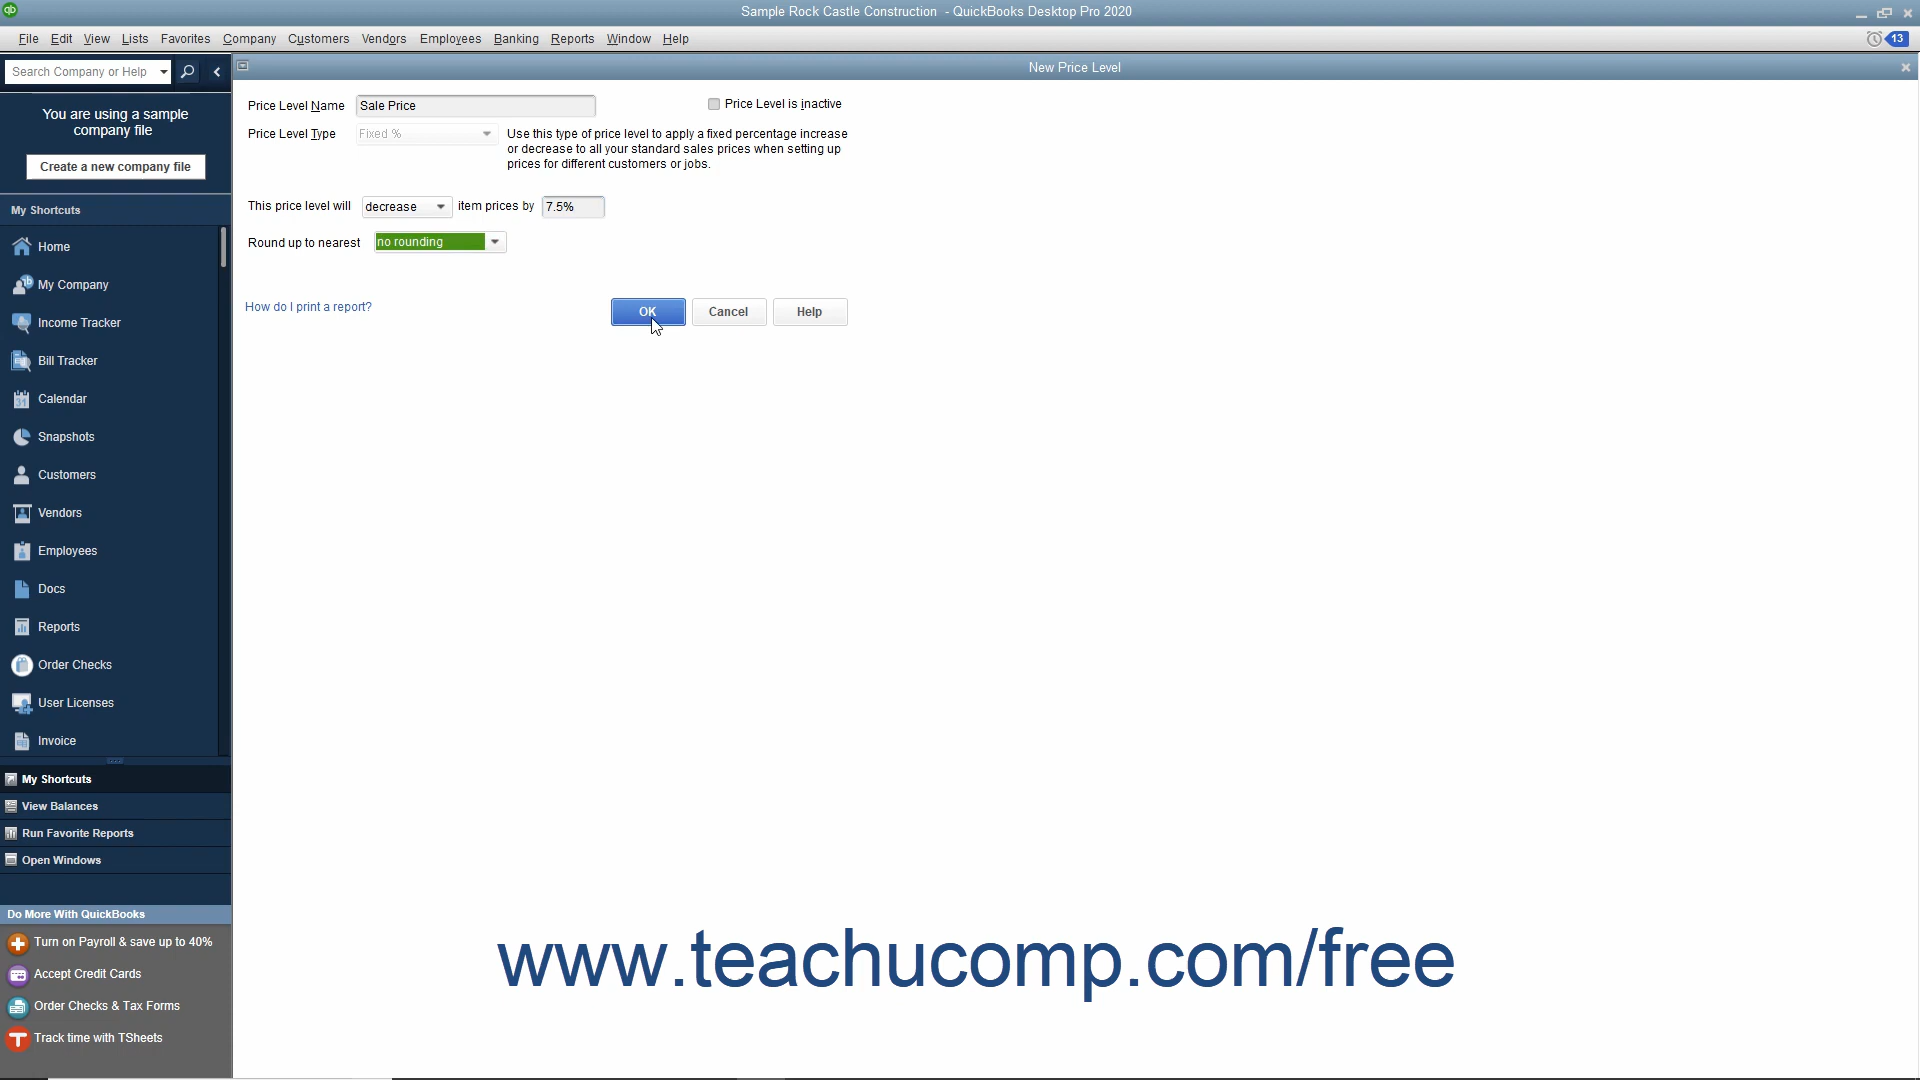 qb
Sample Rock Castle Construction - QuickBooks Desktop Pro 2020
File Edit View Lists Favorites Company Customers Vendors Employees Banking Reports Window Help
13
Search Company or Help
New Price Level
You are using a sample
company file
Create a new company file
My Shortcuts
Home
My Company
Income Tracker
Bill Tracker
31
Calendar
Snapshots
Customers
Vendors
Employees
Docs
Reports
Order Checks
User Licenses
Invoice
My Shortcuts
View Balances
Run Favorite Reports
Open Windows
Do More With QuickBooks
Turn on Payroll & save up to 40%
Accept Credit Cards
Order Checks & Tax Forms
Track time with TSheets
Price Level Name Sale Price
Price Level is inactive
Price Level Type Fixed %
Use this type of price level to apply a fixed percentage increase
or decrease to all your standard sales prices when setting up
prices for different customers or jobs.
This price level will decrease item prices by 7.5%
Round up to nearest no rounding
How do I print a report?
OK Cancel Help
www.teachucomp.com/free